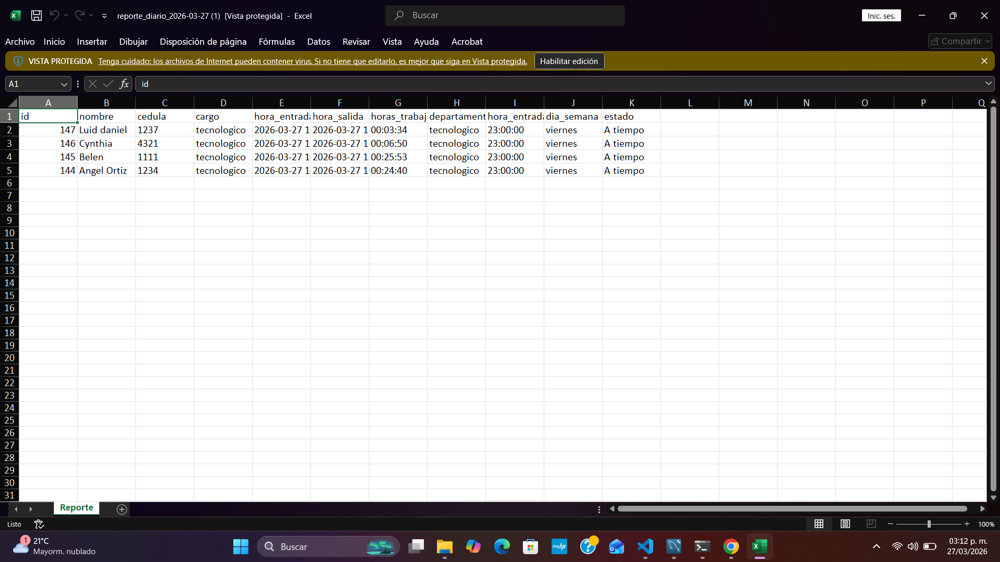 reporte_diario_2026-03-27 (1) [Vista protegida] - Excel
Buscar
Inic. ses.
Archivo Inicio Insertar Dibujar Disposición de página Fórmulas Datos Revisar Vista Ayuda Acrobat Compartir
VISTA PROTEGIDA Tenga cuidado: los archivos de Internet pueden contener virus. Si no tiene que editarlo, es mejor que siga en Vista protegida. Habilitar edición
A1 fx id
A B C D E F G H I J K L M N O P Q
1 id nombre cedula cargo hora_entrada hora_salida horas_trabaj departament hora_entrada dia_semana estado
2 147 Luid daniel 1237 tecnologico 2026-03-27 1 2026-03-27 1 00:03:34 tecnologico 23:00:00 viernes A tiempo
3 146 Cynthia 4321 tecnologico 2026-03-27 1 2026-03-27 1 00:06:50 tecnologico 23:00:00 viernes A tiempo
4 145 Belen 1111 tecnologico 2026-03-27 1 2026-03-27 1 00:25:53 tecnologico 23:00:00 viernes A tiempo
5 144 Angel Ortiz 1234 tecnologico 2026-03-27 1 2026-03-27 1 00:24:40 tecnologico 23:00:00 viernes A tiempo
6
7
8
9
10
11
12
13
14
15
16
17
18
19
20
21
22
23
24
25
26
27
28
29
30
31
Reporte
Listo
100%
1
21°C
Mayorm. nublado
Buscar
myhp
03:12 p. m.
27/03/2026